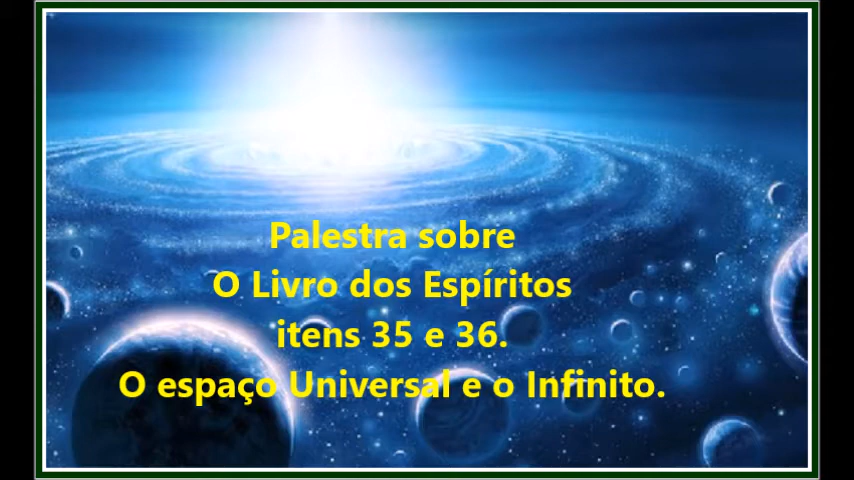 Palestra sobre
O Livro dos Espíritos
itens 35 e 36.
O espaço Universal e o Infinito.